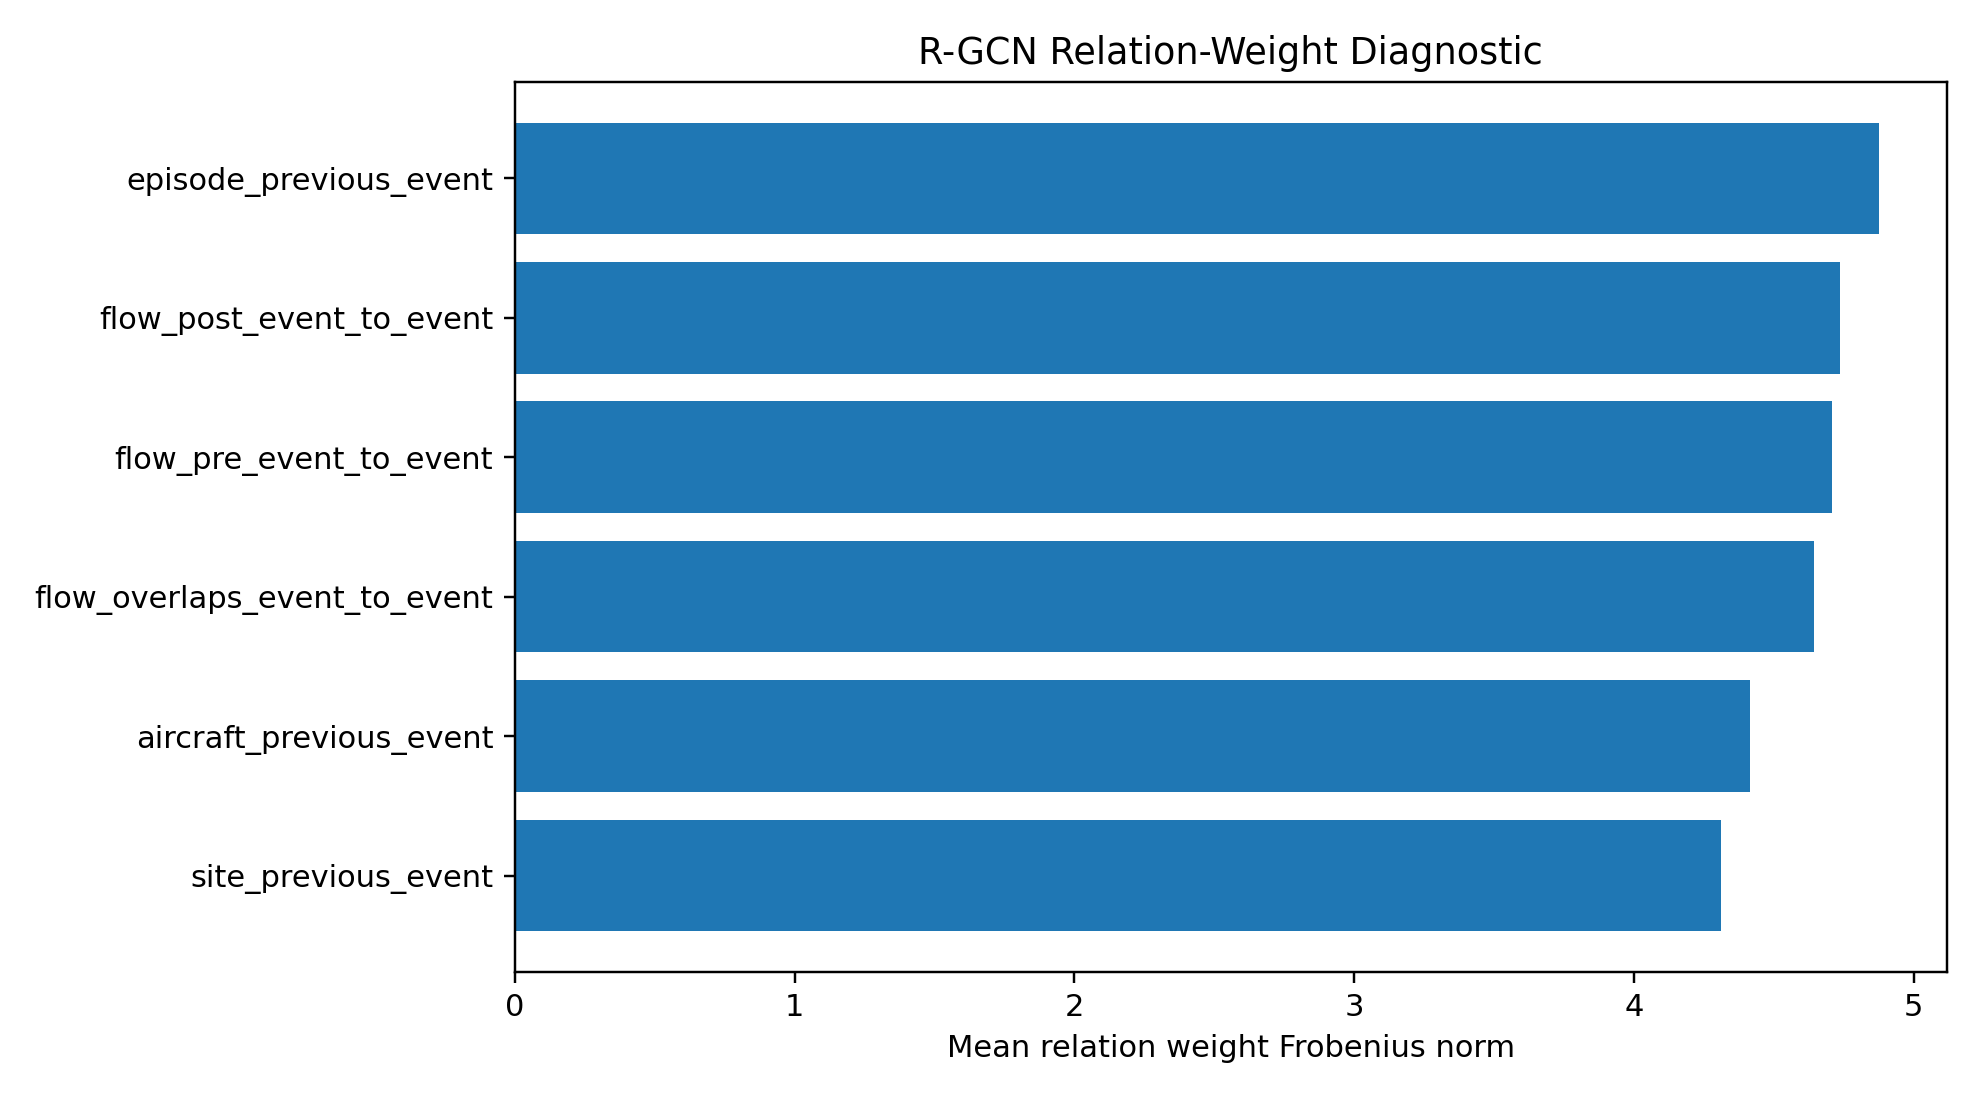 R-GCN Relation-Weight Diagnostic
episode_previous_event
flow_post_event_to_event
flow_pre_event_to_event
flow_overlaps_event_to_event
aircraft_previous_event
site_previous_event
0 1 2 3 4 5
Mean relation weight Frobenius norm